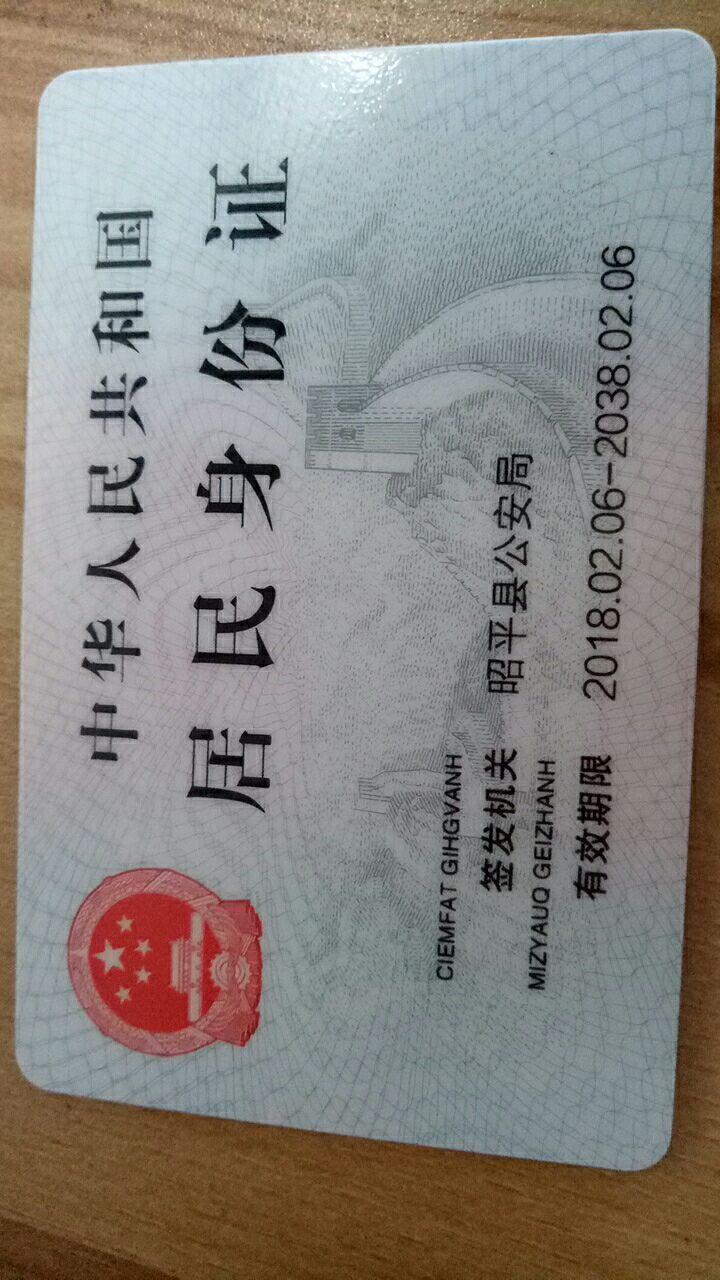 中华人民共和国
居民身份证
CIEMFAT GIHGVANH
签发机关 昭平县公安局
MIZYAUQ GEIZHANH
有效期限 2018.02.06-2038.02.06